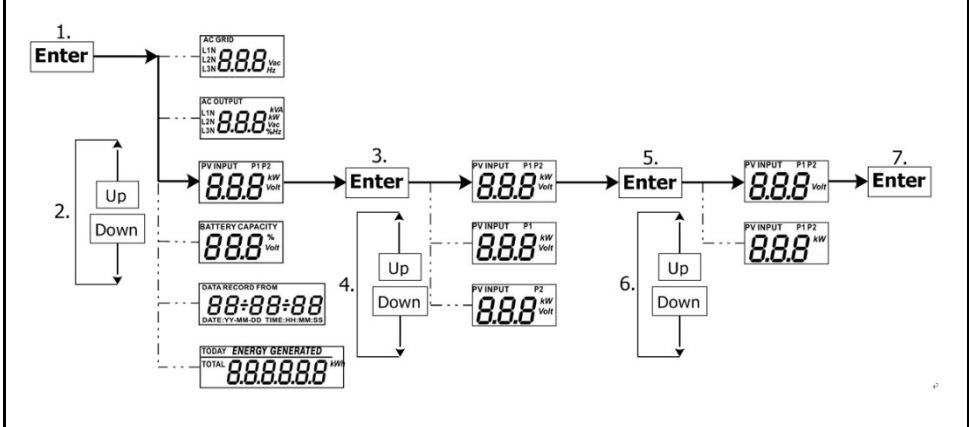 1.
Enter
AC GRID
L1N
L2N 8.8.8 Vac
L3N Hz
AC OUTPUT
kVA
L1N kW
L2N 8.8.8 Vac
L3N %Hz
2.
Up
Down
PV INPUT P1 P2
8.8.8 kW
Volt
BATTERY CAPACITY
88.8 %
Volt
DATA RECORD FROM
88:88:88
DATE:YY-MM-DD TIME:HH:MM:SS
TODAY ENERGY GENERATED
TOTAL 8.8.8.8.8.8 kWh
3.
Enter
4.
Up
Down
PV INPUT P1 P2
8.8.8 kW
Volt
PV INPUT P1
8.8.8 kW
Volt
PV INPUT P2
8.8.8 kW
Volt
5.
Enter
6.
Up
Down
PV INPUT P1 P2
8.8.8 Volt
PV INPUT P1 P2
8.8.8 kW
7.
Enter